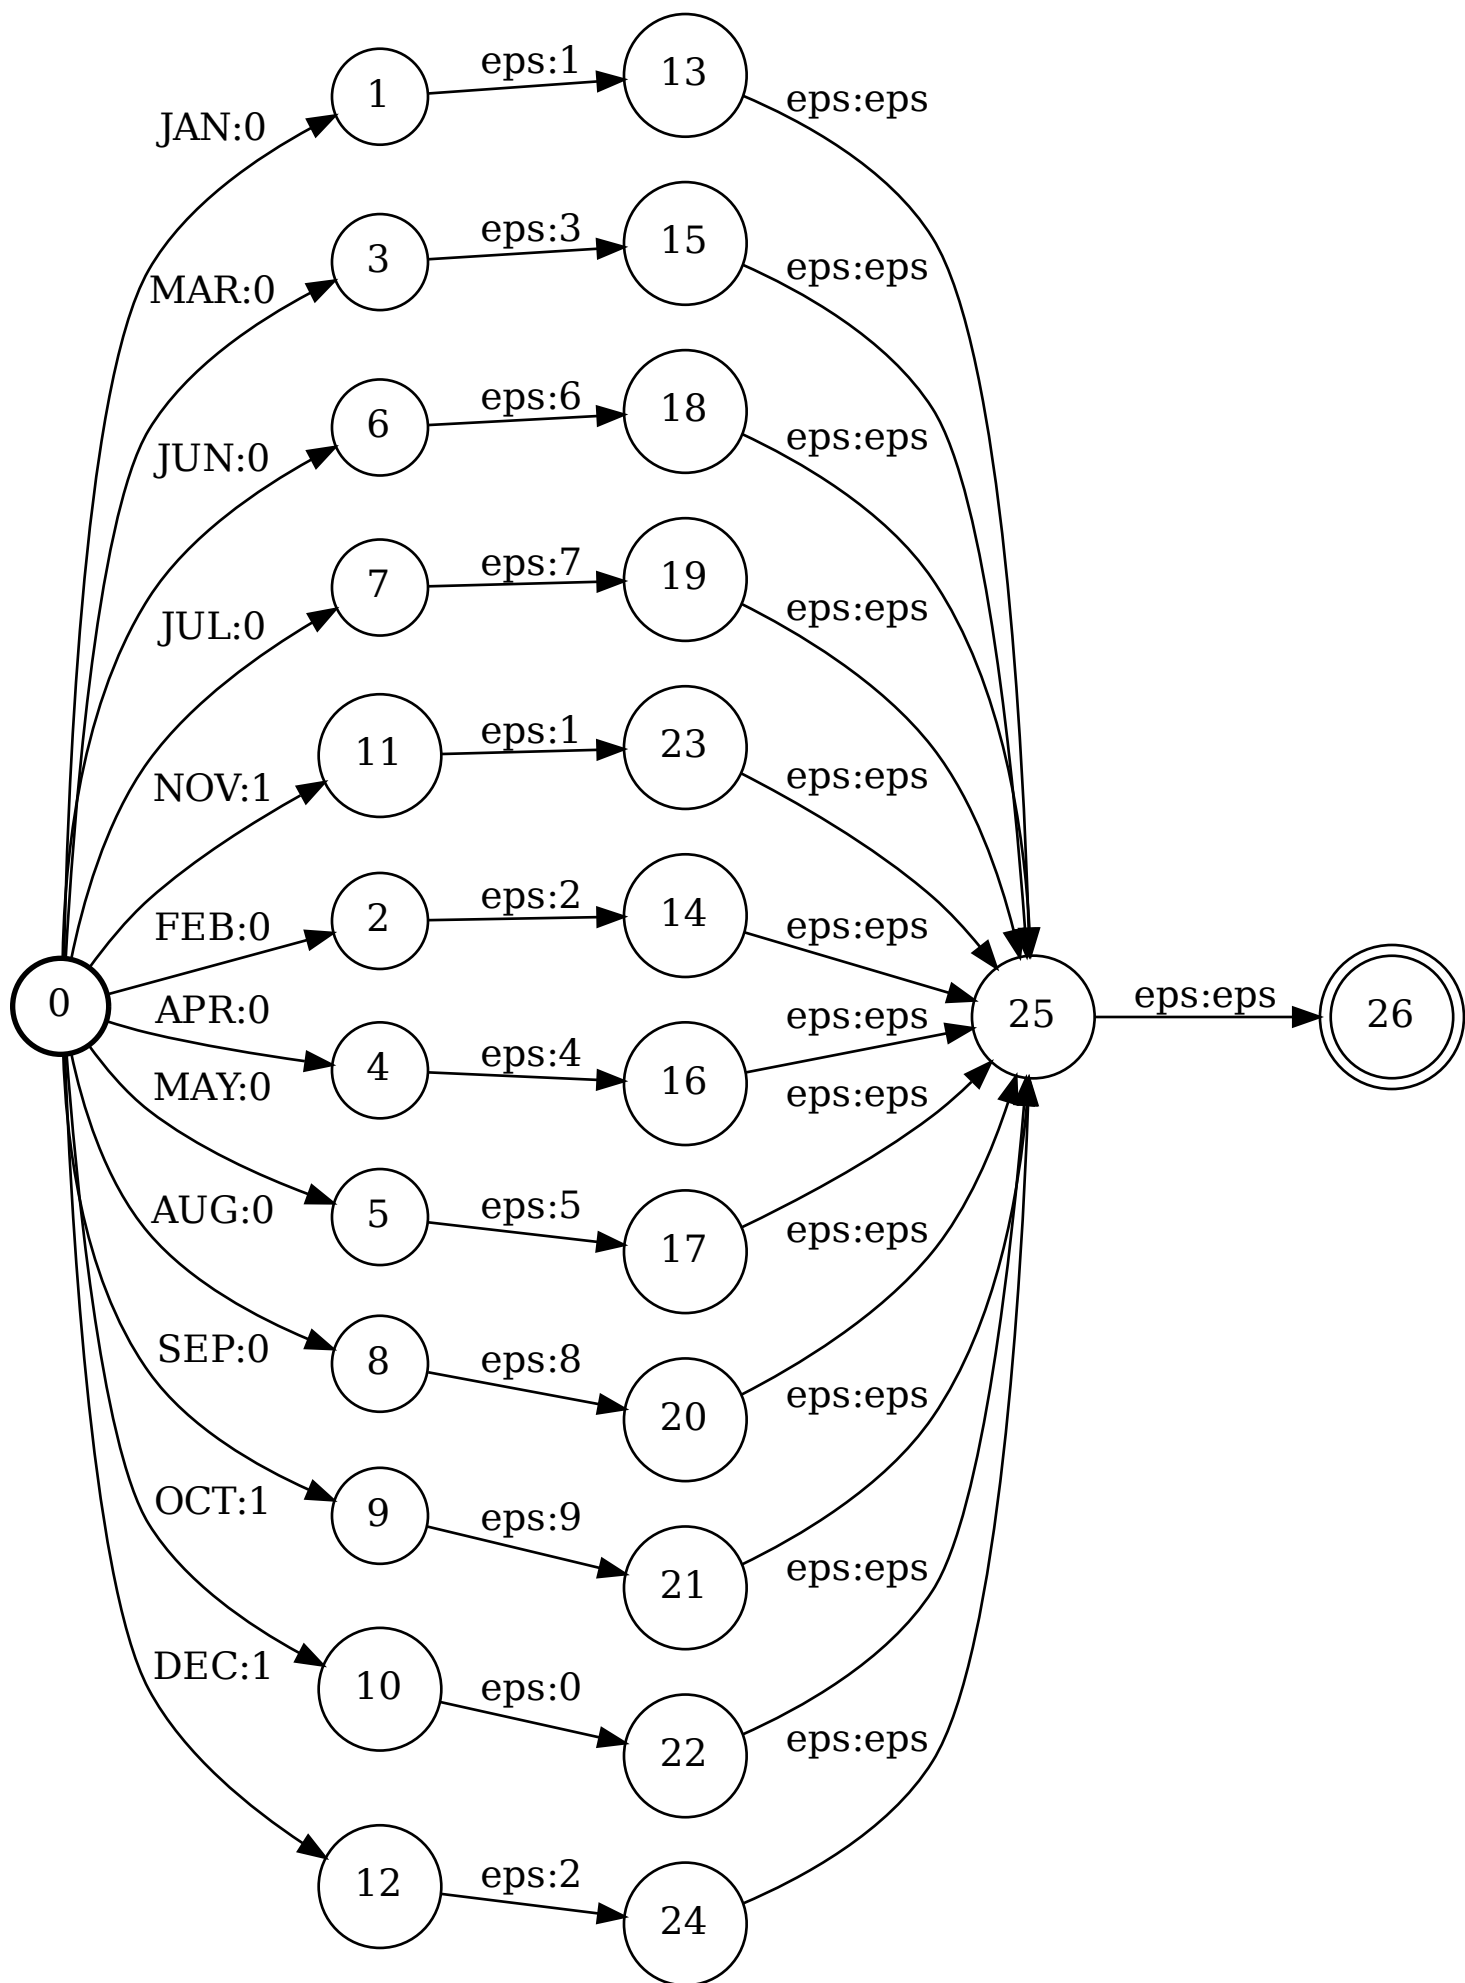 1 eps:1 13 eps:eps
JAN:0
3 eps:3 15 eps:eps
MAR:0
6 eps:6 18 eps:eps
JUN:0
7 eps:7 19 eps:eps
JUL:0
11 eps:1 23 eps:eps
NOV:1
2 eps:2 14 eps:eps
FEB:0
0 25 eps:eps 26
APR:0
4 eps:4 16 eps:eps
MAY:0
5 eps:5 17 eps:eps
AUG:0
8 eps:8 20 eps:eps
SEP:0
9 eps:9 21 eps:eps
OCT:1
10 eps:0 22 eps:eps
DEC:1
12 eps:2 24 eps:eps